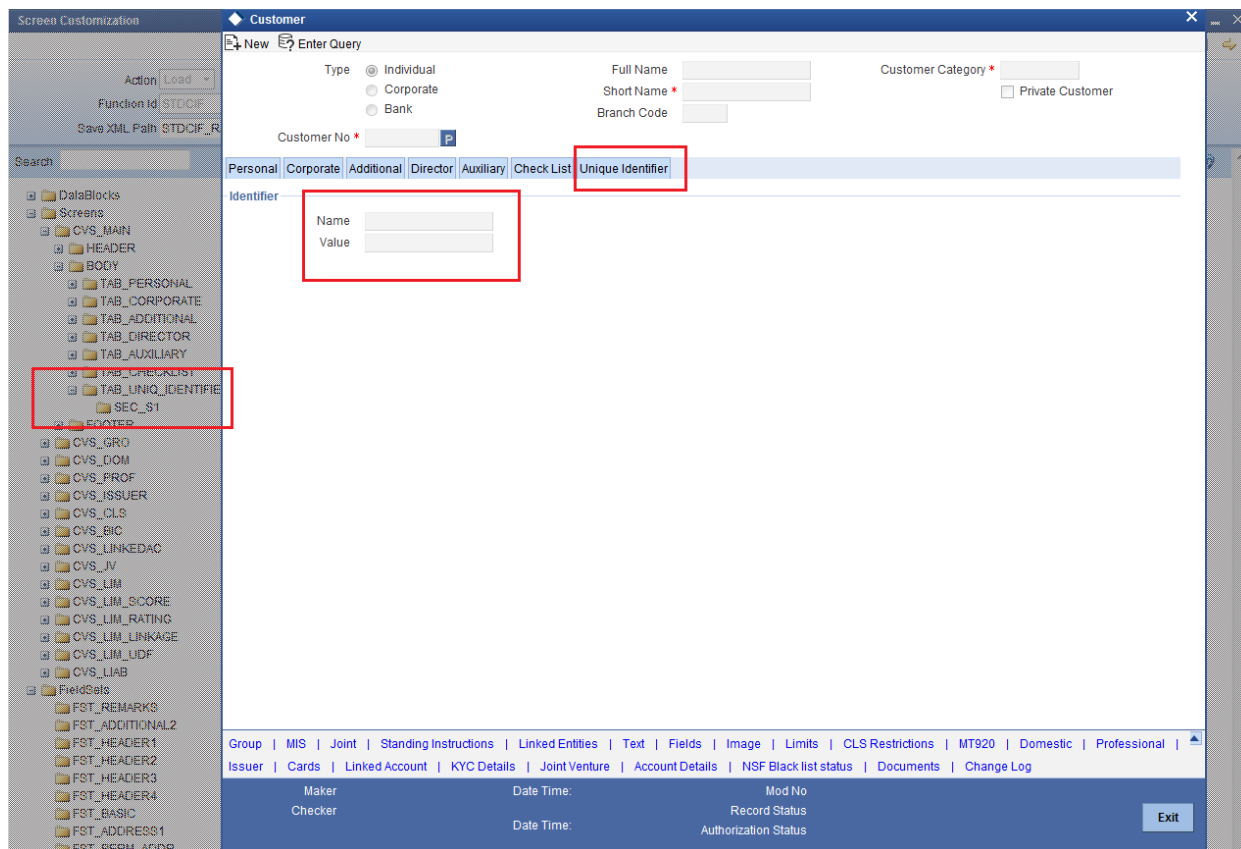 Screen Customization
Customer
New Enter Query
Action Load
Function Id STDCIF
Save XML Path STDCIF_R
Search
Type Individual
Corporate
Bank
Full Name
Short Name *
Branch Code
Customer Category *
Private Customer
Customer No * P
Personal Corporate Additional Director Auxiliary Check List Unique Identifier
Identifier
Name
Value
DataBlocks
Screens
CVS_MAIN
HEADER
BODY
TAB_PERSONAL
TAB_CORPORATE
TAB_ADDITIONAL
TAB_DIRECTOR
TAB_AUXILIARY
TAB_CHECKLIST
TAB_UNIQ_IDENTIFIE
SEC_S1
FOOTER
CVS_GRO
CVS_DOM
CVS_PROF
CVS_ISSUER
CVS_CLS
CVS_BIC
CVS_LINKEDAC
CVS_JV
CVS_LIM
CVS_LIM_SCORE
CVS_LIM_RATING
CVS_LIM_LINKAGE
CVS_LIM_UDF
CVS_LIAB
FieldSets
FST_REMARKS
FST_ADDITIONAL2
FST_HEADER1
FST_HEADER2
FST_HEADER3
FST_HEADER4
FST_BASIC
FST_ADDRESS1
FST_PERM_ADDR
Group | MIS | Joint | Standing Instructions | Linked Entities | Text | Fields | Image | Limits | CLS Restrictions | MT920 | Domestic | Professional |
Issuer | Cards | Linked Account | KYC Details | Joint Venture | Account Details | NSF Black list status | Documents | Change Log
Maker Date Time: Mod No
Checker Record Status
Date Time: Authorization Status
Exit